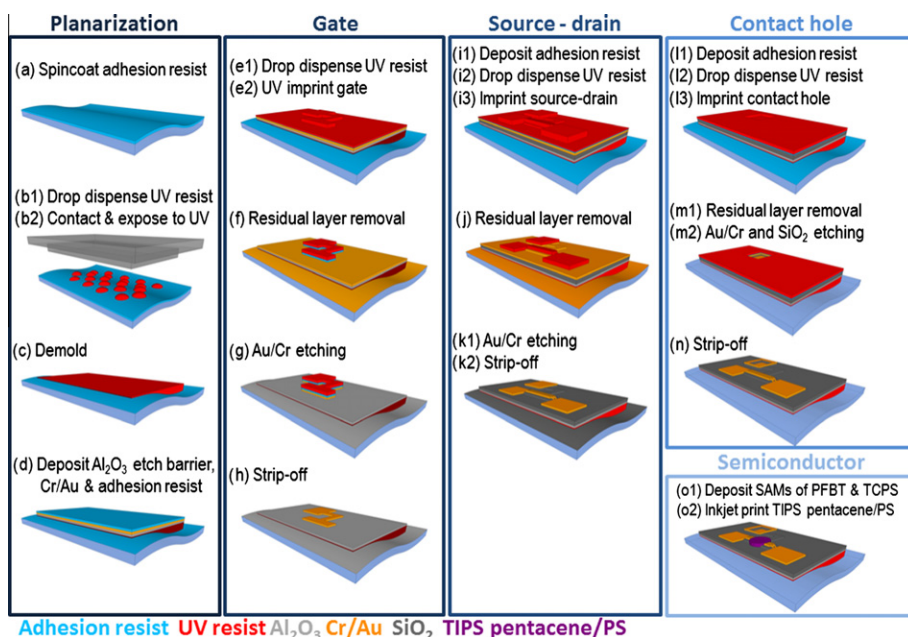 Planarization
(a) Spincoat adhesion resist
(b1) Drop dispense UV resist
(b2) Contact & expose to UV
(c) Demold
(d) Deposit Al₂O₃ etch barrier,
Cr/Au & adhesion resist
Gate
(e1) Drop dispense UV resist
(e2) UV imprint gate
(f) Residual layer removal
(g) Au/Cr etching
(h) Strip-off
Source - drain
(i1) Deposit adhesion resist
(i2) Drop dispense UV resist
(i3) Imprint source-drain
(j) Residual layer removal
(k1) Au/Cr etching
(k2) Strip-off
Contact hole
(l1) Deposit adhesion resist
(l2) Drop dispense UV resist
(l3) Imprint contact hole
(m1) Residual layer removal
(m2) Au/Cr and SiO₂ etching
(n) Strip-off
Semiconductor
(o1) Deposit SAMs of PFBT & TCPS
(o2) Inkjet print TIPS pentacene/PS
Adhesion resist UV resist Al₂O₃ Cr/Au SiO₂ TIPS pentacene/PS